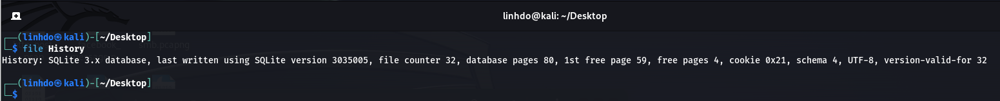 linhdo@kali: ~/Desktop
┌──(linhdo㉿kali)-[~/Desktop]
└─$ file History
smb.pcapng
History: SQLite 3.x database, last written using SQLite version 3035005, file counter 32, database pages 80, 1st free page 59, free pages 4, cookie 0x21, schema 4, UTF-8, version-valid-for 32
┌──(linhdo㉿kali)-[~/Desktop]
└─$